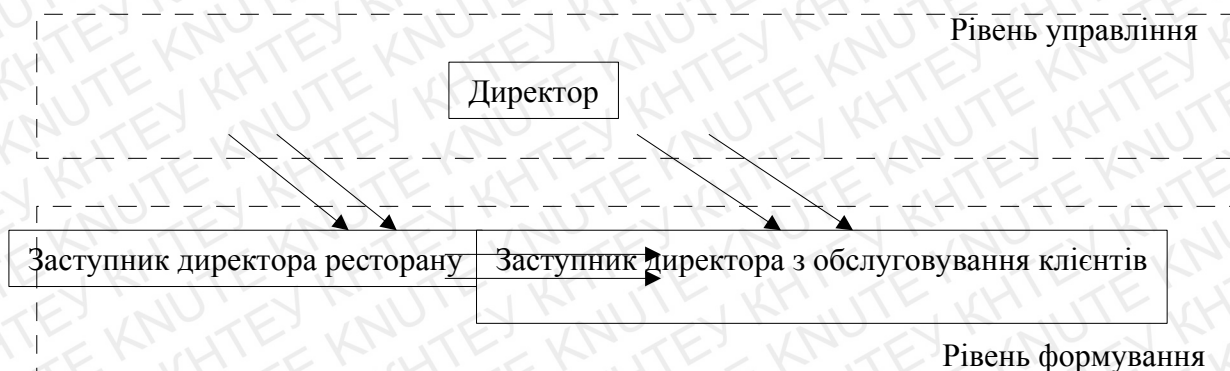 Рівень управління
Директор
Заступник директора ресторану
Заступник директора з обслуговування клієнтів
Рівень формування